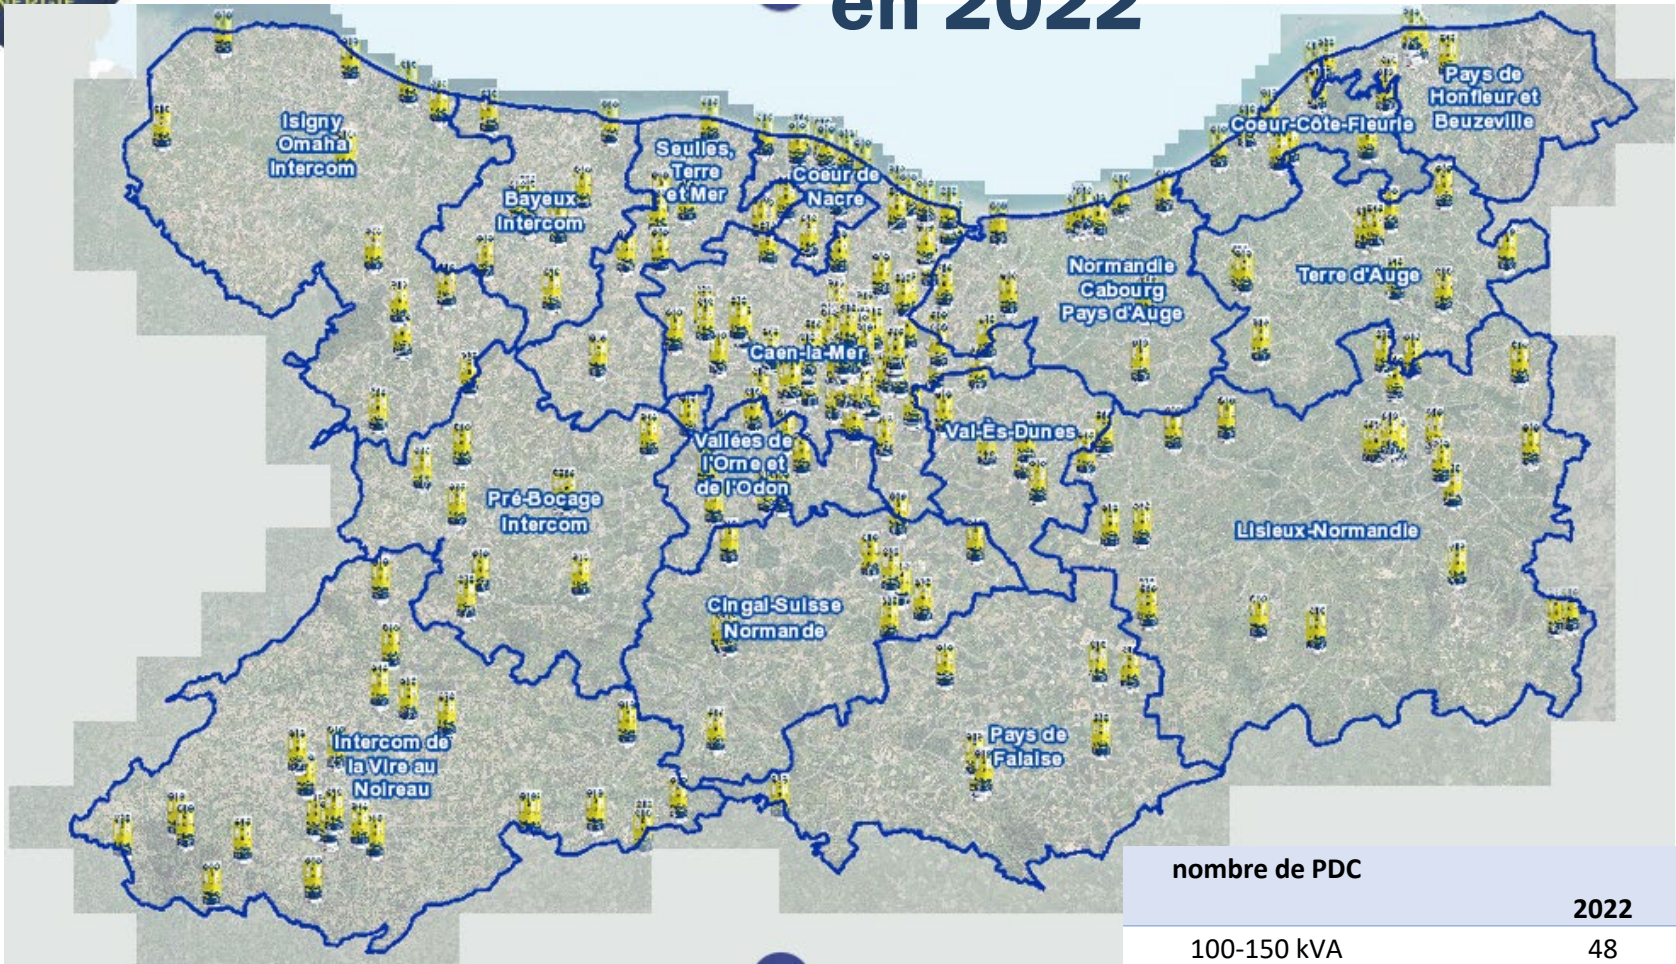 en 2022
Isigny
Omaha
Intercom
Bayeux
Intercom
Seulles,
Terre
et Mer
Coeur de
Nacre
Coeur-Côte-Fleurie
Pays de
Honfleur et
Beuzeville
Normandie
Cabourg
Pays d'Auge
Terre d'Auge
Caen-la-Mer
Vallées de
l'Orne et
de l'Odon
Val-Ès-Dunes
Pré-Bocage
Intercom
Lisieux-Normandie
Cingal-Suisse
Normande
Intercom de
la Vire au
Noireau
Pays de
Falaise
nombre de PDC
2022
100-150 kVA 48